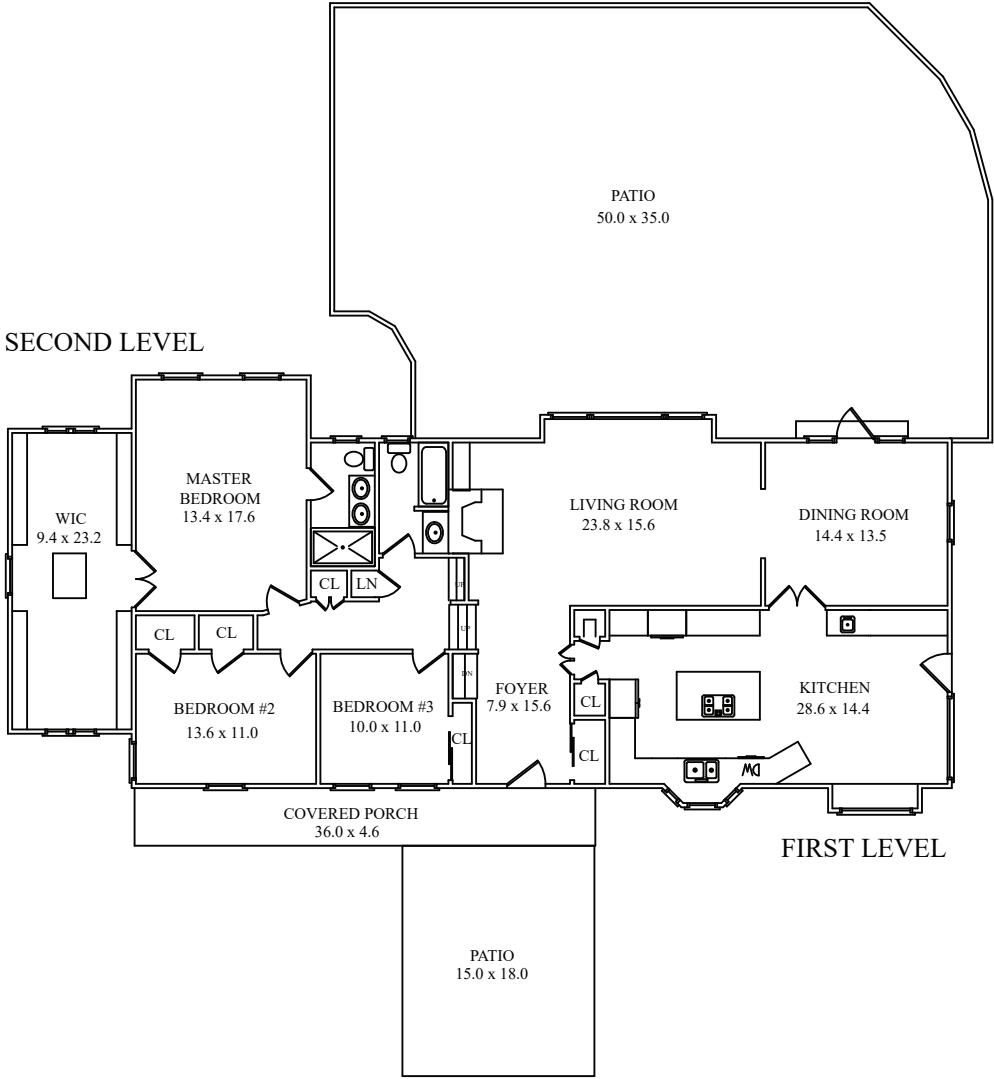 PATIO
50.0 x 35.0
SECOND LEVEL
MASTER
BEDROOM
13.4 x 17.6
WIC
9.4 x 23.2
LIVING ROOM
23.8 x 15.6
DINING ROOM
14.4 x 13.5
CL
LN
UP
CL
CL
UP
DN
BEDROOM #2
13.6 x 11.0
BEDROOM #3
10.0 x 11.0
CL
FOYER
7.9 x 15.6
CL
CL
KITCHEN
28.6 x 14.4
DW
COVERED PORCH
36.0 x 4.6
FIRST LEVEL
PATIO
15.0 x 18.0